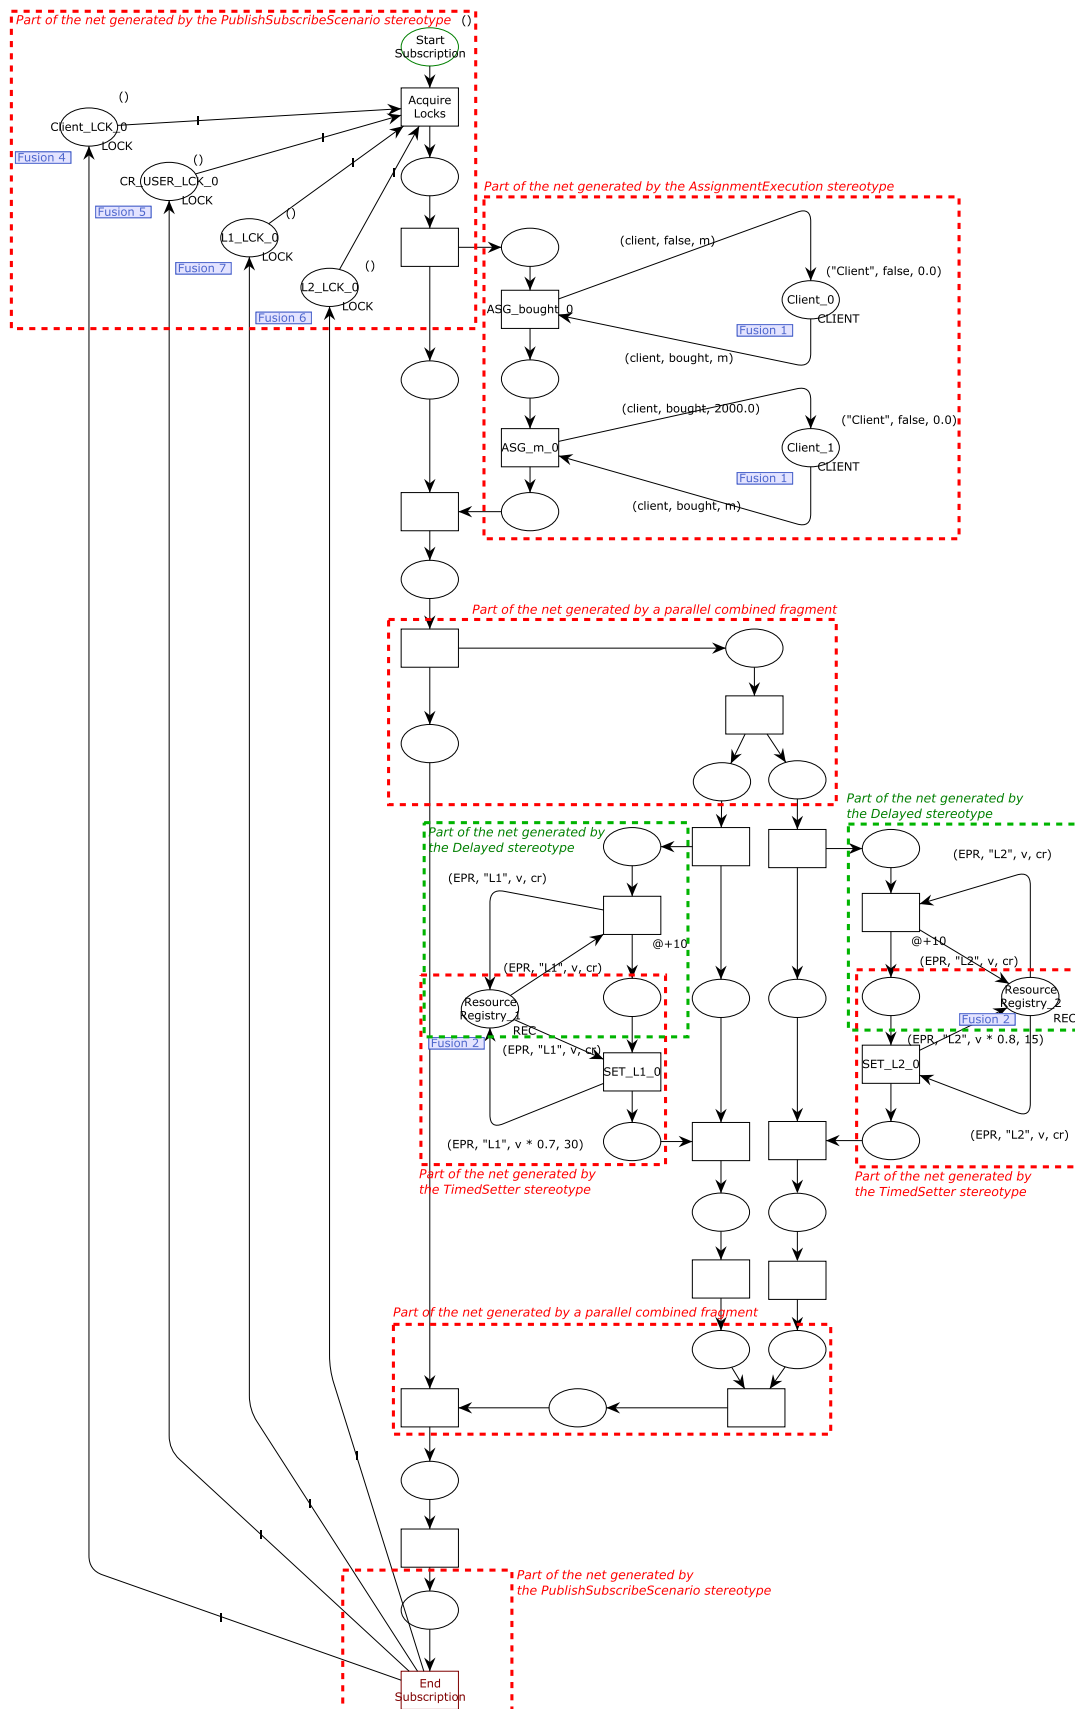 Part of the net generated by the PublishSubscribeScenario stereotype
()
Start
Subscription
Acquire
Locks
()
Client_LCK_0
LOCK
Fusion 4
()
CR_USER_LCK_0
LOCK
Fusion 5
()
L1_LCK_0
LOCK
Fusion 7
()
L2_LCK_0
LOCK
Fusion 6
Part of the net generated by the AssignmentExecution stereotype
(client, false, m)
("Client", false, 0.0)
Client_0
CLIENT
Fusion 1
ASG_bought_0
(client, bought, m)
(client, bought, 2000.0)
("Client", false, 0.0)
Client_1
CLIENT
Fusion 1
ASG_m_0
(client, bought, m)
Part of the net generated by a parallel combined fragment
Part of the net generated by
the Delayed stereotype
(EPR, "L1", v, cr)
@+10
(EPR, "L1", v, cr)
Resource
Registry_1
REC
Fusion 2
(EPR, "L1", v, cr)
SET_L1_0
(EPR, "L1", v * 0.7, 30)
Part of the net generated by
the TimedSetter stereotype
Part of the net generated by
the Delayed stereotype
(EPR, "L2", v, cr)
@+10
(EPR, "L2", v, cr)
Resource
Registry_2
REC
Fusion 2
(EPR, "L2", v * 0.8, 15)
SET_L2_0
(EPR, "L2", v, cr)
Part of the net generated by
the TimedSetter stereotype
Part of the net generated by a parallel combined fragment
Part of the net generated by
the PublishSubscribeScenario stereotype
End
Subscription